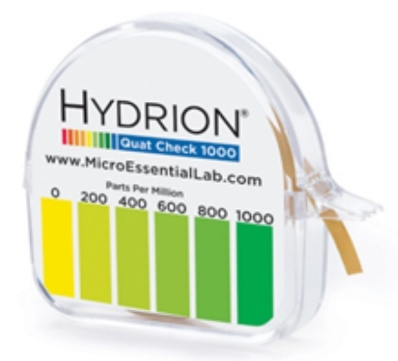 HYDRION®
Quat Check 1000
www.MicroEssentialLab.com
Parts Per Million
0 200 400 600 800 1000